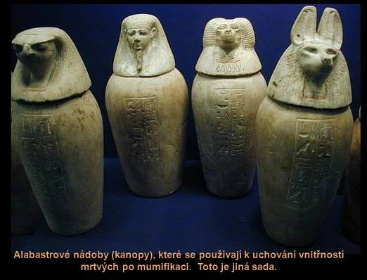 Alabastrové nádoby (kanopy), které se používají k uchování vnitřností
mrtvých po mumifikaci.  Toto je jiná sada.